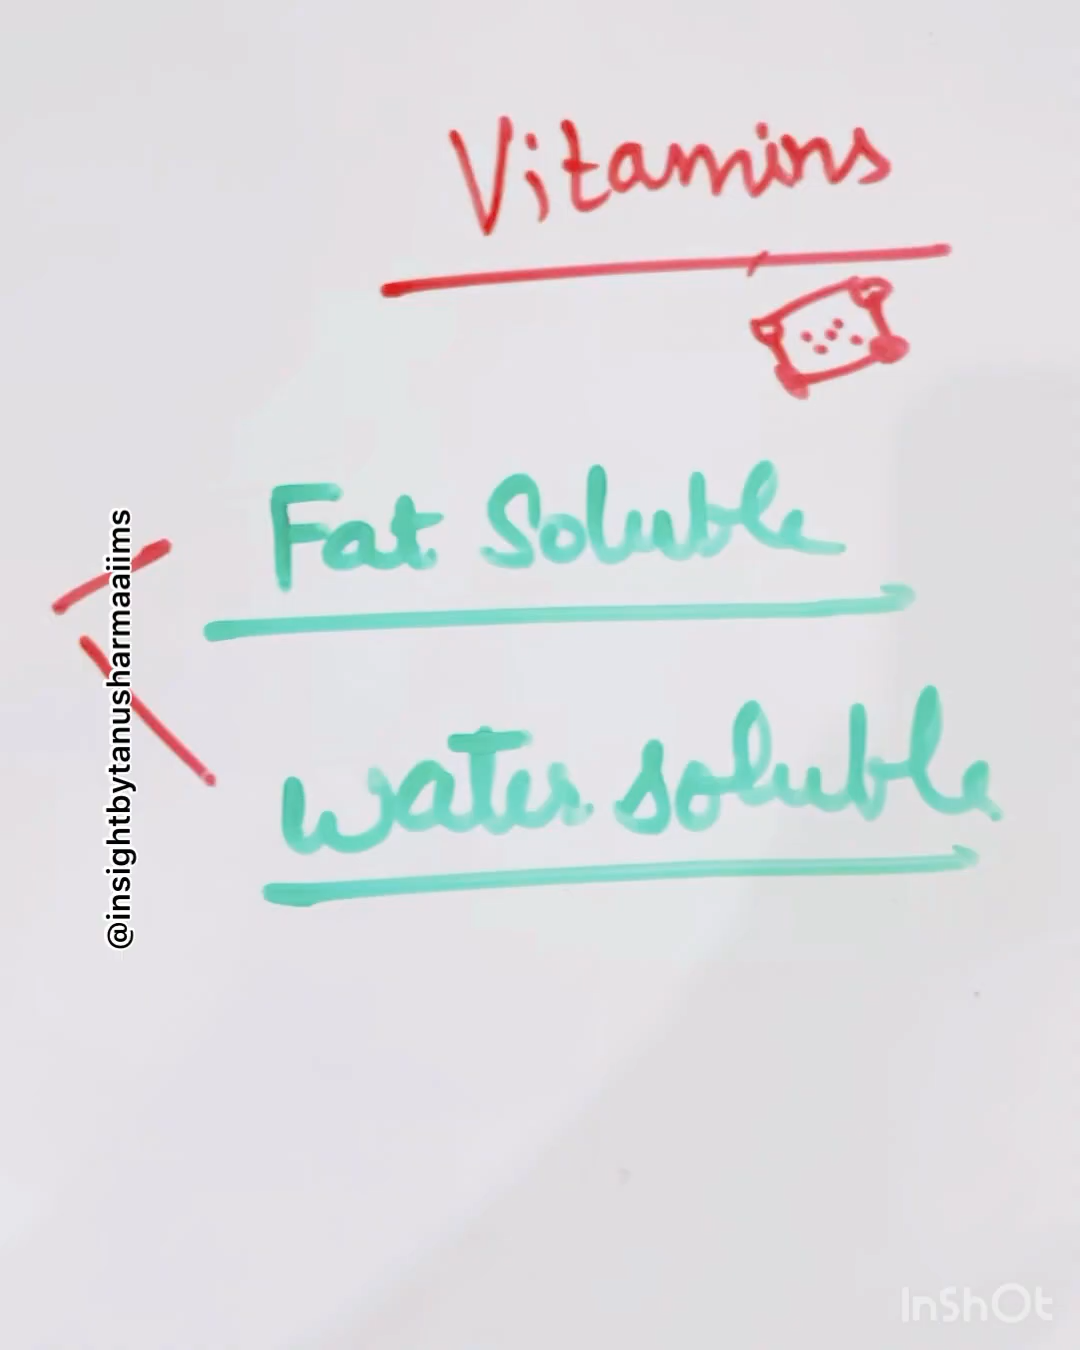 Vitamins
Fat Soluble
Water soluble
@insightbytanusharmaaiims
InShOt